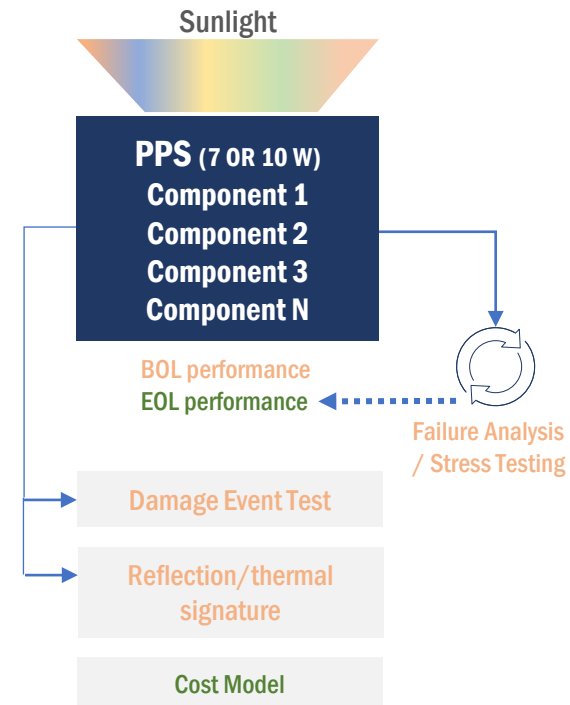 Sunlight
PPS (7 OR 10 W)
Component 1
Component 2
Component 3
Component N
BOL performance
EOL performance
Failure Analysis
/ Stress Testing
Damage Event Test
Reflection/thermal
signature
Cost Model